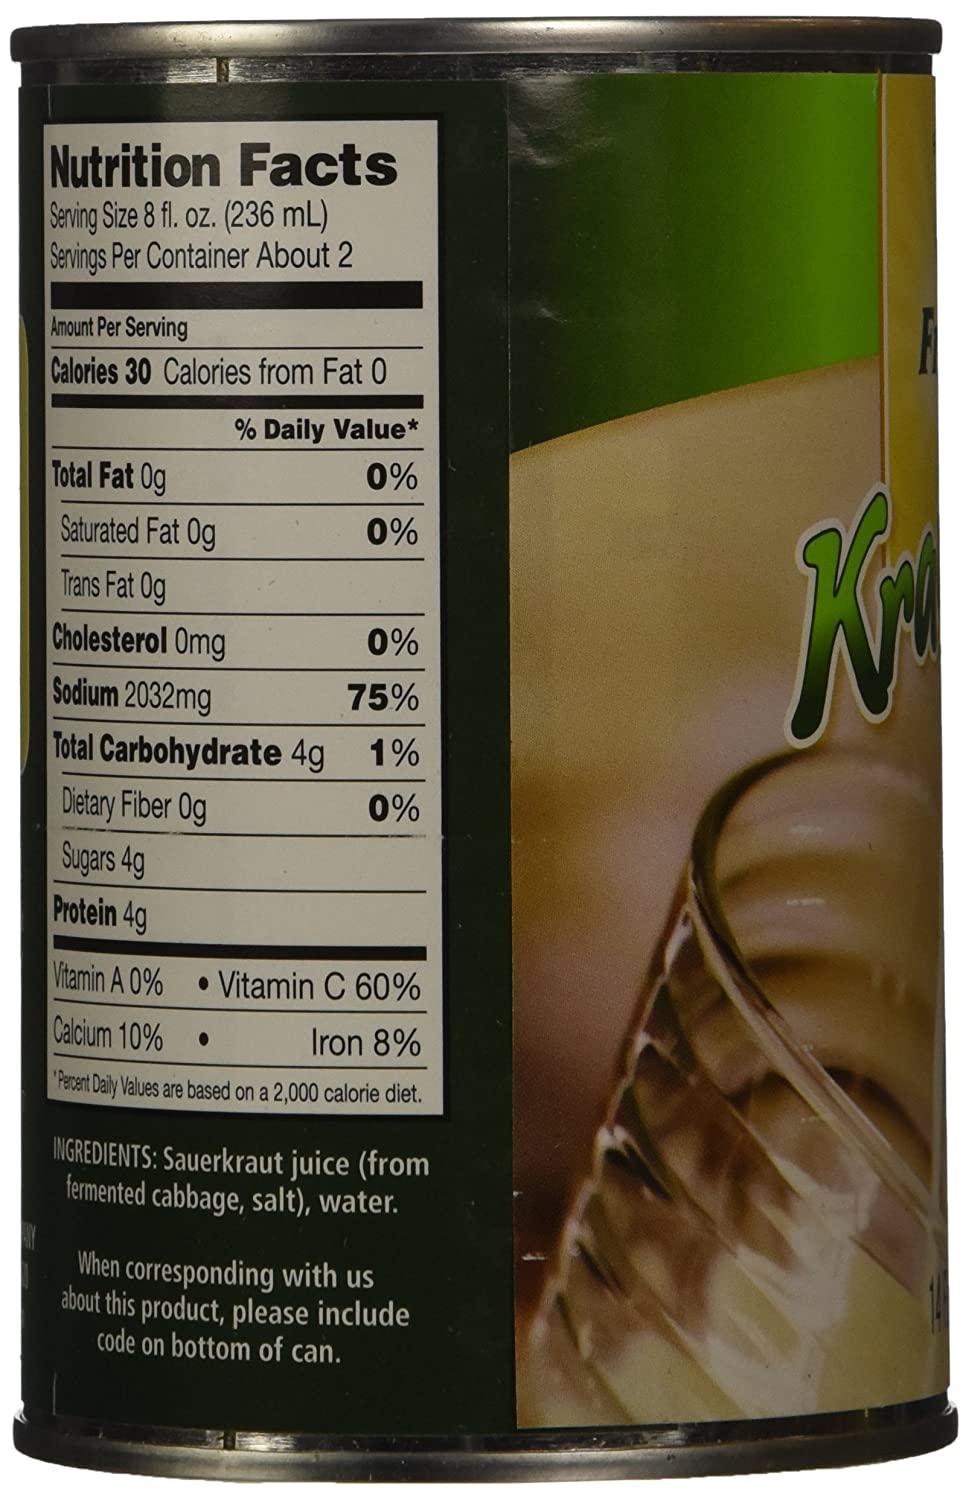 Nutrition Facts
Serving Size 8 fl. oz. (236 mL)
Servings Per Container About 2
Amount Per Serving
Calories 30 Calories from Fat 0
% Daily Value*
Total Fat 0g 0%
Saturated Fat 0g 0%
Trans Fat 0g
Cholesterol 0mg 0%
Sodium 2032mg 75%
Total Carbohydrate 4g 1%
Dietary Fiber 0g 0%
Sugars 4g
Protein 4g
Vitamin A 0% • Vitamin C 60%
Calcium 10% • Iron 8%
*Percent Daily Values are based on a 2,000 calorie diet.
INGREDIENTS: Sauerkraut juice (from
fermented cabbage, salt), water.
When corresponding with us
about this product, please include
code on bottom of can.
Kra
14